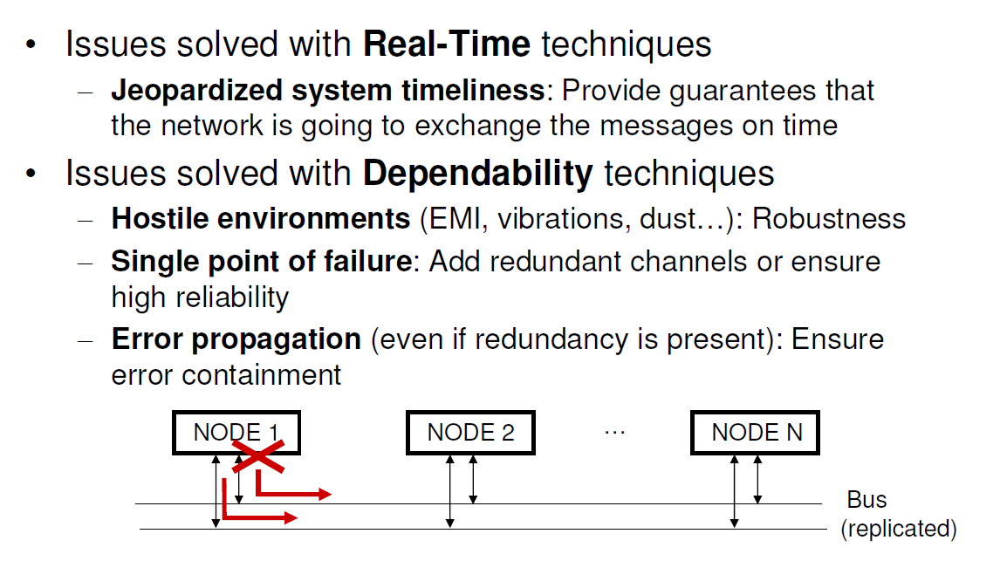 • Issues solved with Real-Time techniques
– Jeopardized system timeliness: Provide guarantees that
the network is going to exchange the messages on time
• Issues solved with Dependability techniques
– Hostile environments (EMI, vibrations, dust…): Robustness
– Single point of failure: Add redundant channels or ensure
high reliability
– Error propagation (even if redundancy is present): Ensure
error containment
NODE 1
NODE 2
…
NODE N
Bus
(replicated)